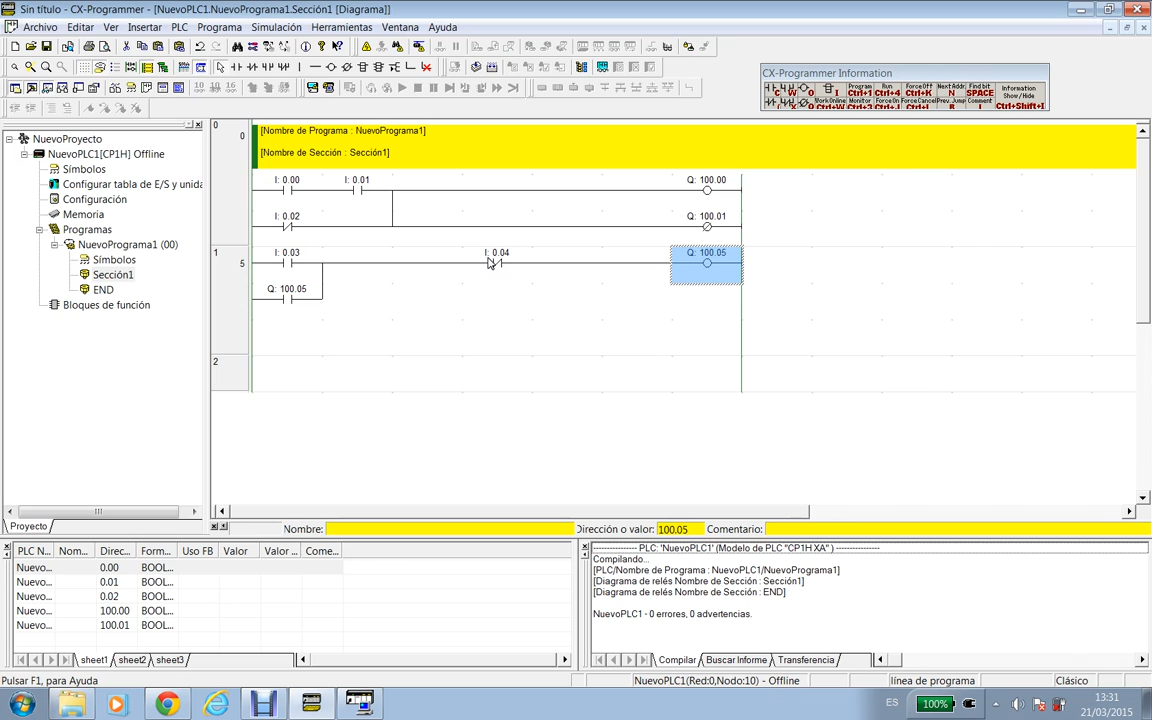 Sin título - CX-Programmer - [NuevoPLC1.NuevoPrograma1.Sección1 [Diagrama]]
Archivo Editar Ver Insertar PLC Programa Simulación Herramientas Ventana Ayuda
CX-Programmer Information
NuevoProyecto
NuevoPLC1[CP1H] Offline
Símbolos
Configurar tabla de E/S y unida
Configuración
Memoria
Programas
NuevoPrograma1 (00)
Símbolos
Sección1
END
Bloques de función
Proyecto
0
0
[Nombre de Programa : NuevoPrograma1]
[Nombre de Sección : Sección1]
I: 0.00 I: 0.01 Q: 100.00
I: 0.02 Q: 100.01
1
5
I: 0.03 I: 0.04 Q: 100.05
Q: 100.05
2
Nombre: Dirección o valor: 100.05 Comentario:
PLC N... Nom... Direc... Form... Uso FB Valor Valor ... Come...
Nuevo... 0.00 BOOL...
Nuevo... 0.01 BOOL...
Nuevo... 0.02 BOOL...
Nuevo... 100.00 BOOL...
Nuevo... 100.01 BOOL...
sheet1 sheet2 sheet3
---------------- PLC: 'NuevoPLC1' (Modelo de PLC "CP1H XA" ) ----------------
Compilando...
[PLC/Nombre de Programa : NuevoPLC1/NuevoPrograma1]
[Diagrama de relés Nombre de Sección : Sección1]
[Diagrama de relés Nombre de Sección : END]
NuevoPLC1 - 0 errores, 0 advertencias.
Compilar Buscar Informe Transferencia
Pulsar F1, para Ayuda
NuevoPLC1(Red:0,Nodo:10) - Offline
línea de programa
Clásico
ES
100%
13:31
21/03/2015